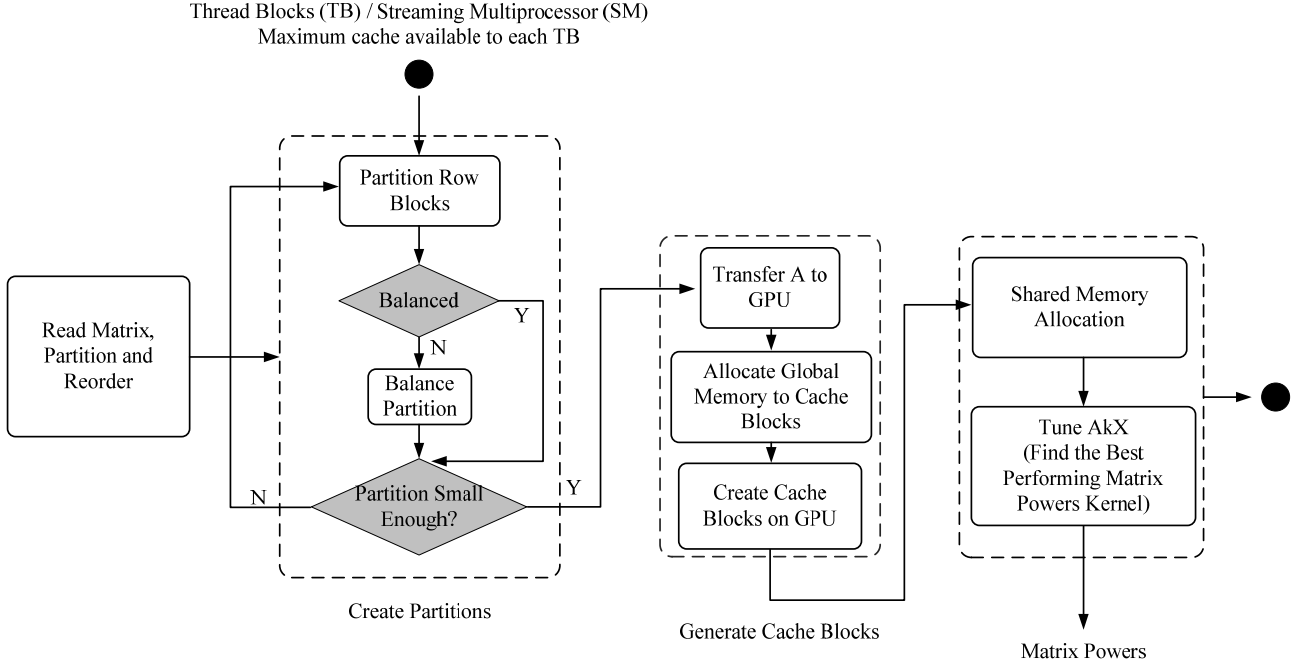 Thread Blocks (TB) / Streaming Multiprocessor (SM)
Maximum cache available to each TB
Read Matrix,
Partition and
Reorder
Partition Row
Blocks
Balanced
Y
N
Balance
Partition
Partition Small
Enough?
N
Y
Create Partitions
Transfer A to
GPU
Allocate Global
Memory to Cache
Blocks
Create Cache
Blocks on GPU
Generate Cache Blocks
Shared Memory
Allocation
Tune AkX
(Find the Best
Performing Matrix
Powers Kernel)
Matrix Powers